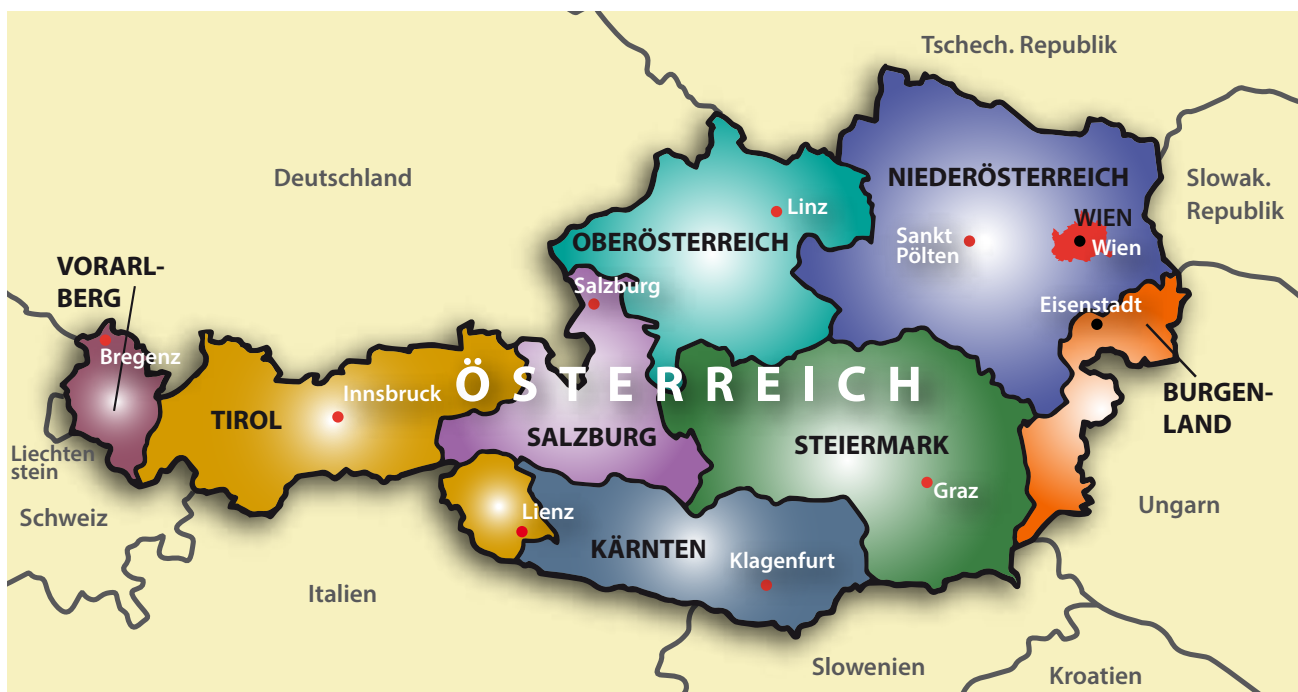 Tschech. Republik
Deutschland
NIEDERÖSTERREICH
Slowak.
Republik
Linz
OBERÖSTERREICH
Sankt
Pölten
WIEN
Wien
VORARL-
BERG
Salzburg
Eisenstadt
Bregenz
ÖSTERREICH
Innsbruck
TIROL
BURGEN-
LAND
SALZBURG
STEIERMARK
Liechten
stein
Graz
Schweiz
Lienz
Ungarn
KÄRNTEN
Klagenfurt
Italien
Slowenien
Kroatien